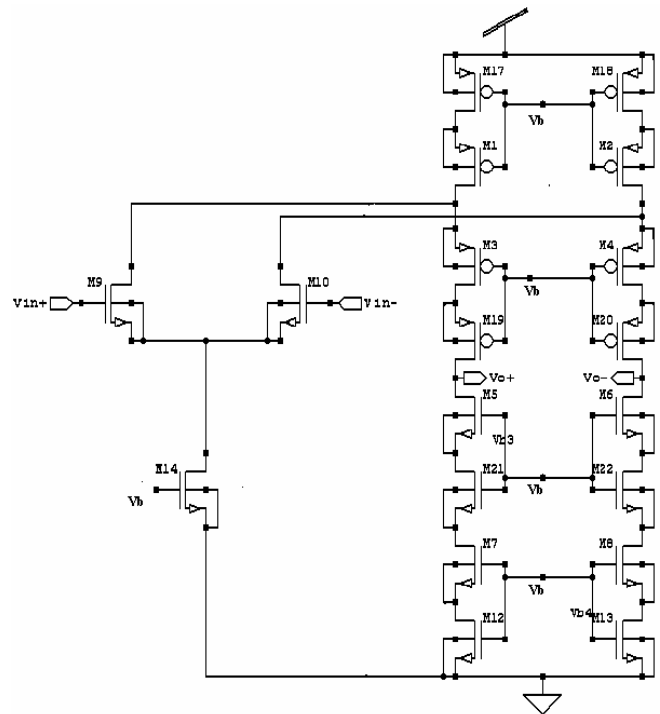 M17 M18
Vb
M1 M2
M3 M4
M9 M10
Vin+ Vb Vin-
M19 M20
Vo+ Vo-
M5 M6
Vb3
M14 M21 M22
Vb Vb
M7 M8
Vb
M12 Vb4 M13